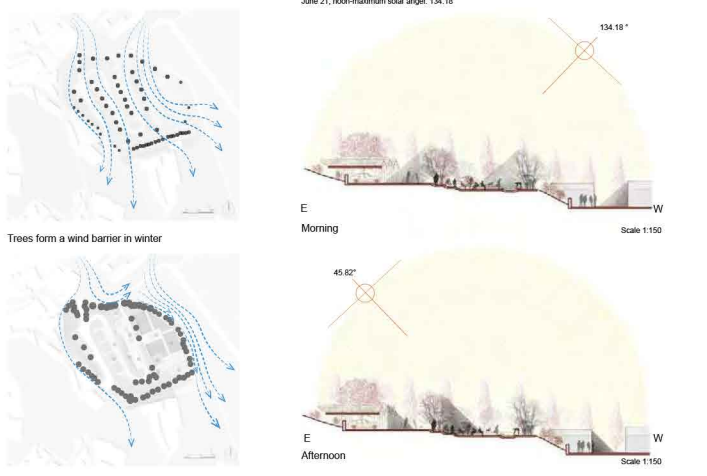 June 21, noon-maximum solar angel: 134.18
134.18 °
E
W
Morning
Scale 1:150
Trees form a wind barrier in winter
45.82°
E
W
Afternoon
Scale 1:150